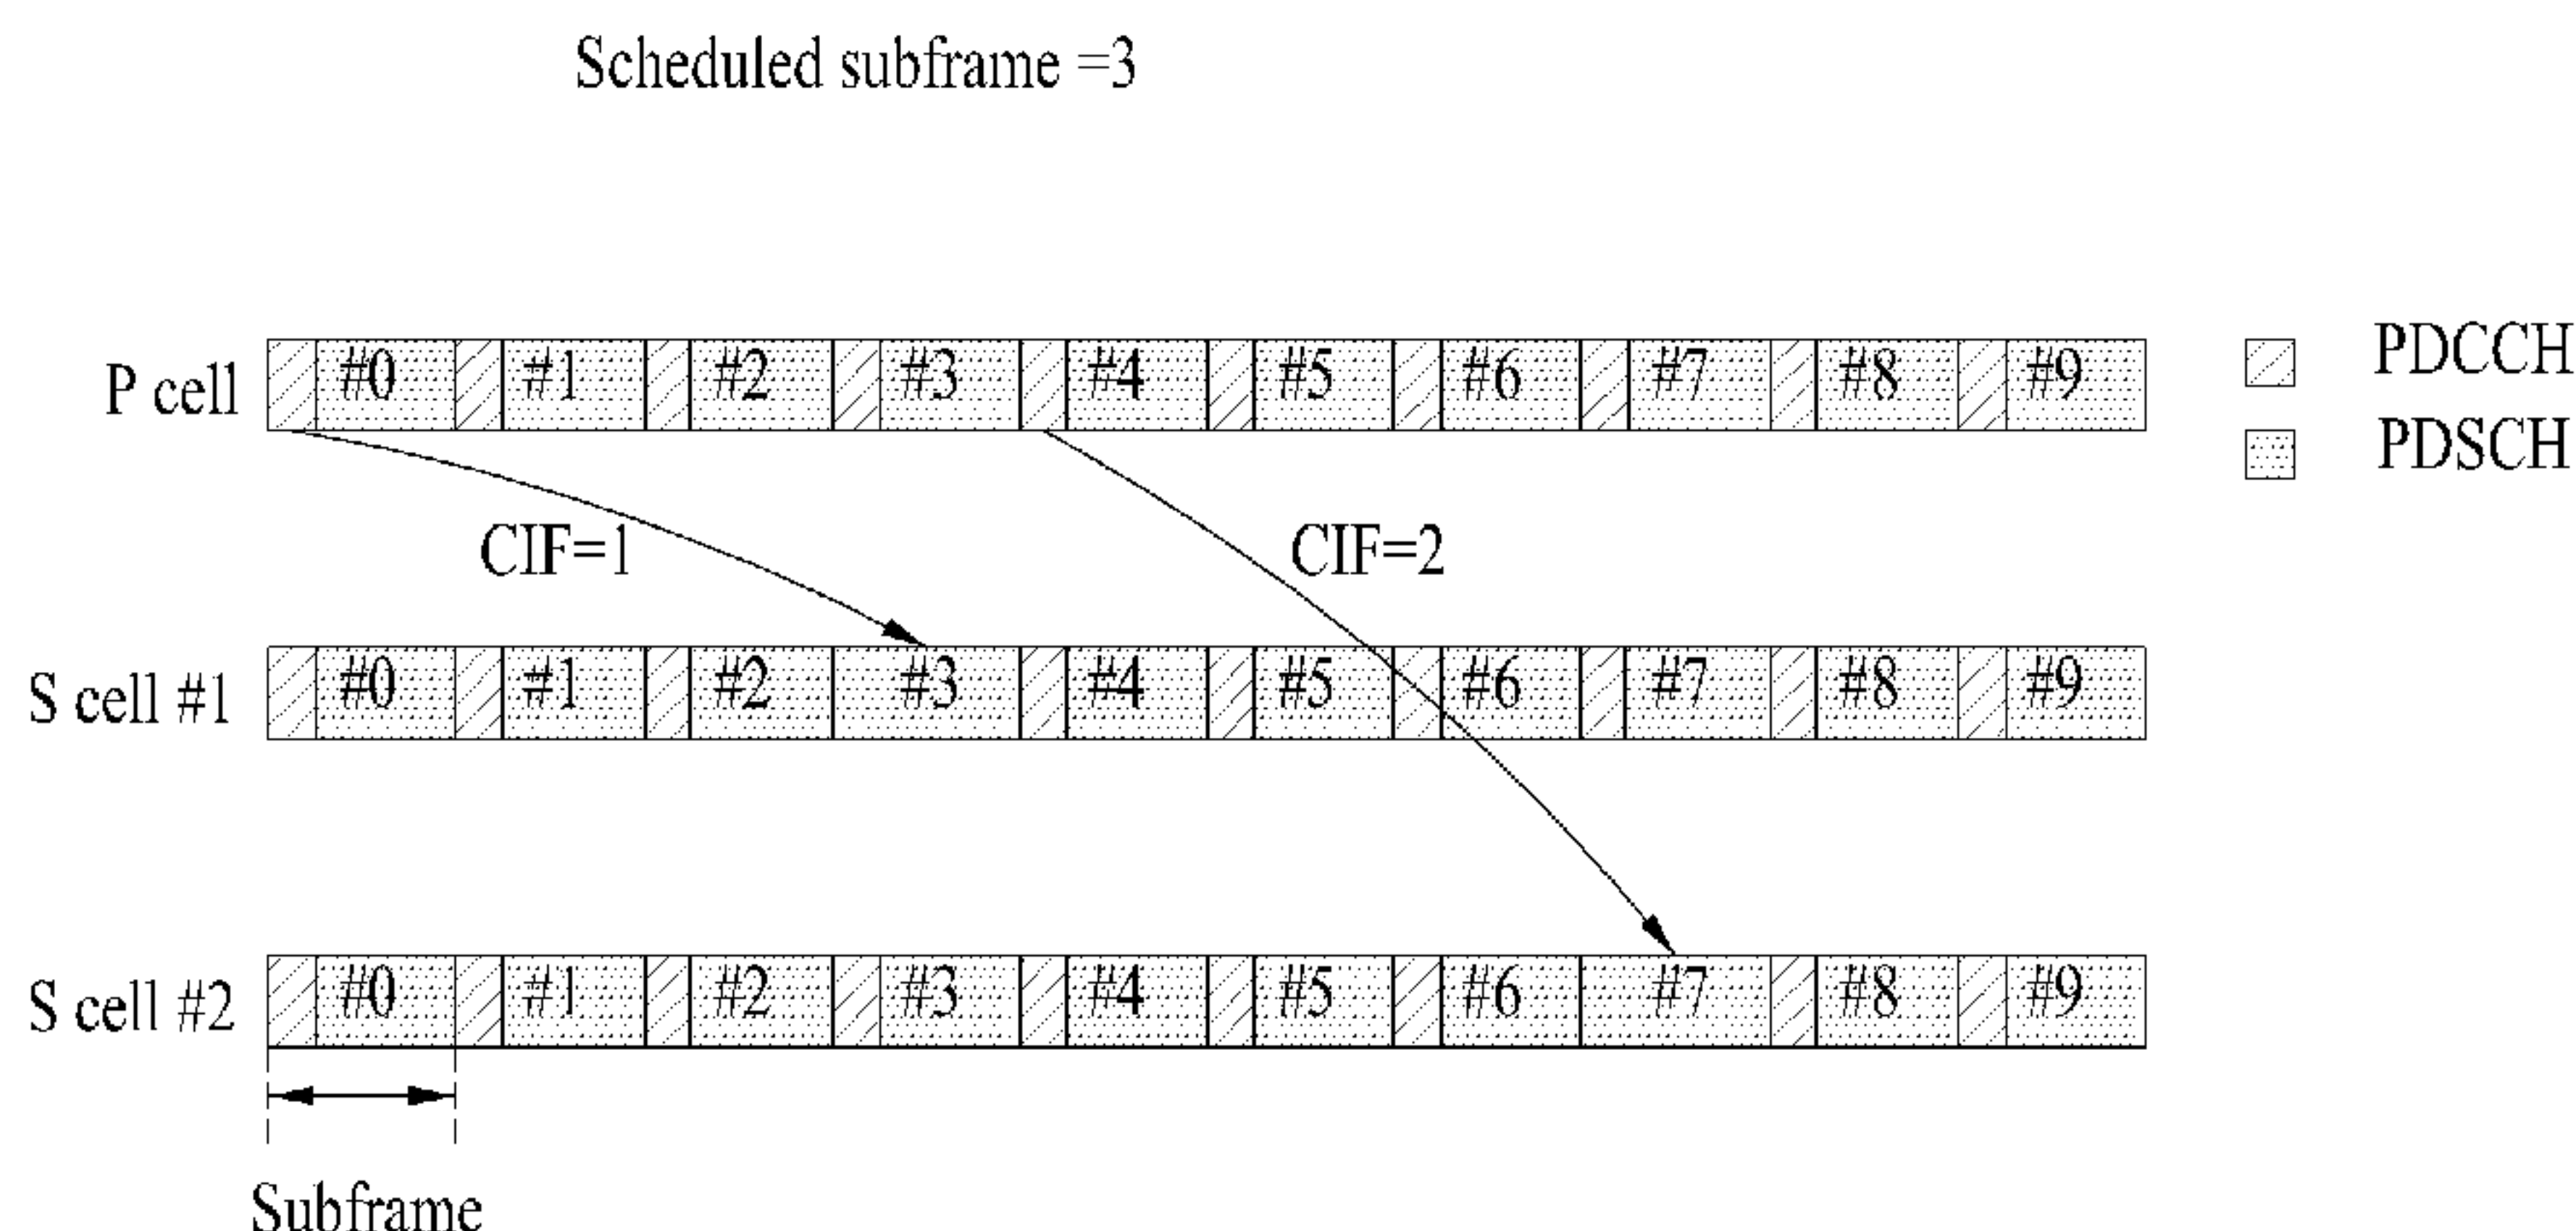 Scheduled subframe =3
P cell #0 #1 #2 #3 #4 #5 #6 #7 #8 #9
PDCCH
PDSCH
CIF=1 CIF=2
S cell #1 #0 #1 #2 #3 #4 #5 #6 #7 #8 #9
S cell #2 #0 #1 #2 #3 #4 #5 #6 #7 #8 #9
Subframe